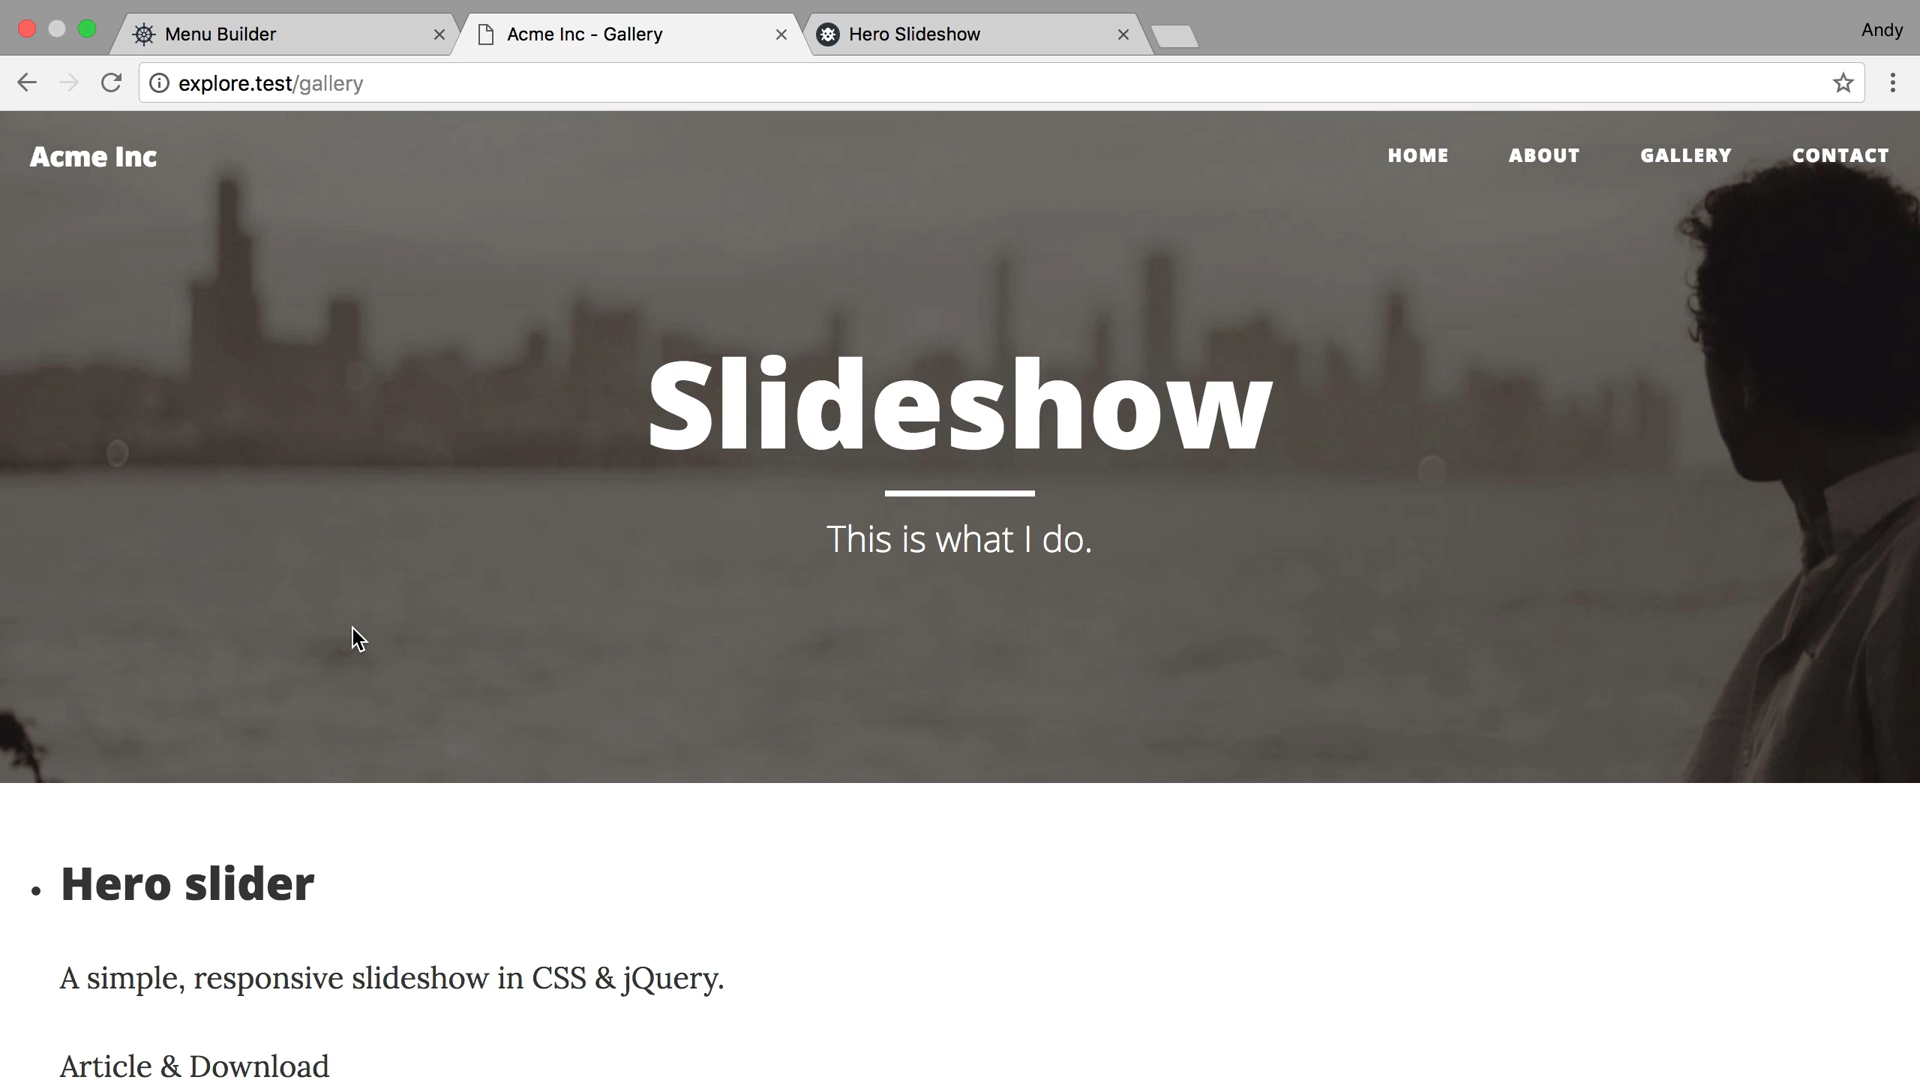 Menu Builder
Acme Inc - Gallery
Hero Slideshow
Andy
explore.test/gallery
Acme Inc
HOME
ABOUT
GALLERY
CONTACT
Slideshow
This is what I do.
Hero slider
A simple, responsive slideshow in CSS & jQuery.
Article & Download